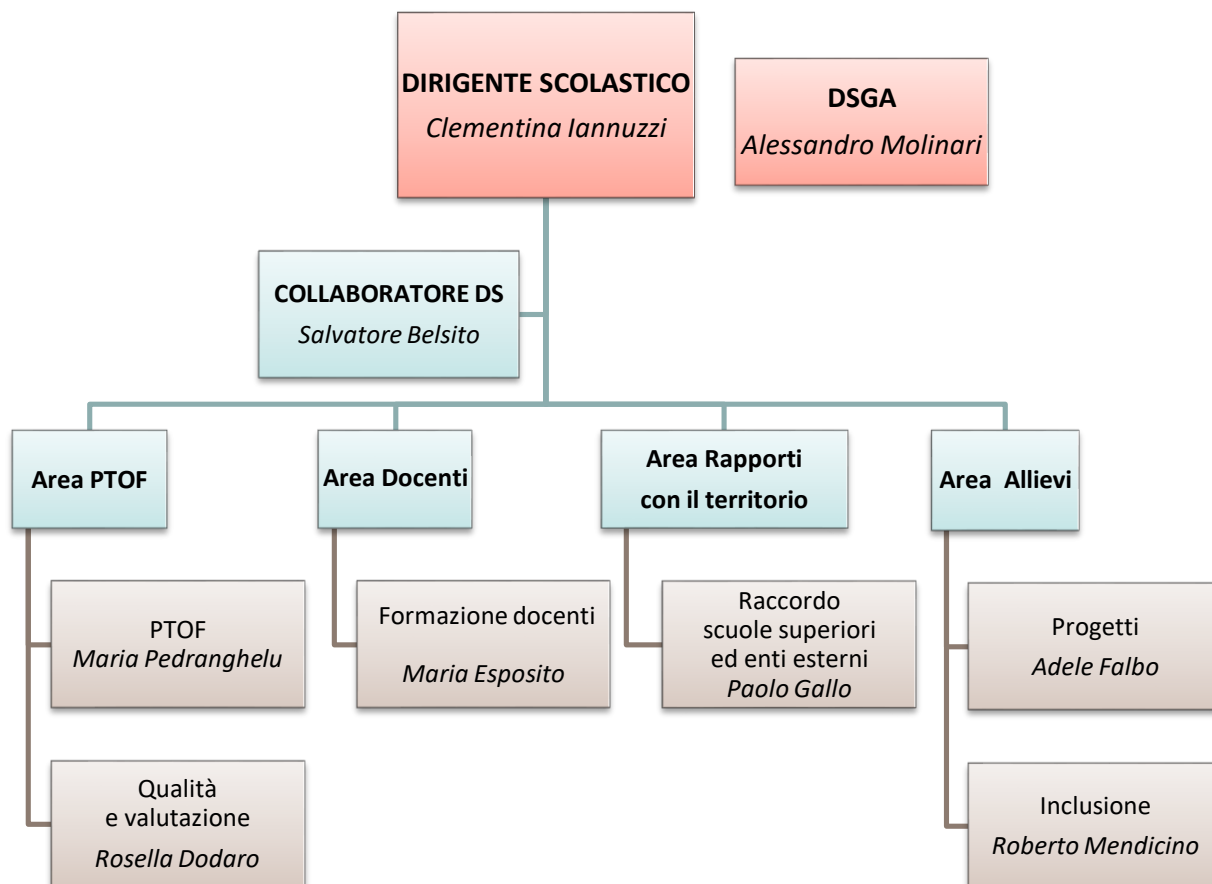 DIRIGENTE SCOLASTICO
Clementina Iannuzzi
DSGA
Alessandro Molinari
COLLABORATORE DS
Salvatore Belsito
Area PTOF
Area Docenti
Area Rapporti
con il territorio
Area Allievi
PTOF
Maria Pedranghelu
Formazione docenti
Maria Esposito
Raccordo
scuole superiori
ed enti esterni
Paolo Gallo
Progetti
Adele Falbo
Qualità
e valutazione
Rosella Dodaro
Inclusione
Roberto Mendicino